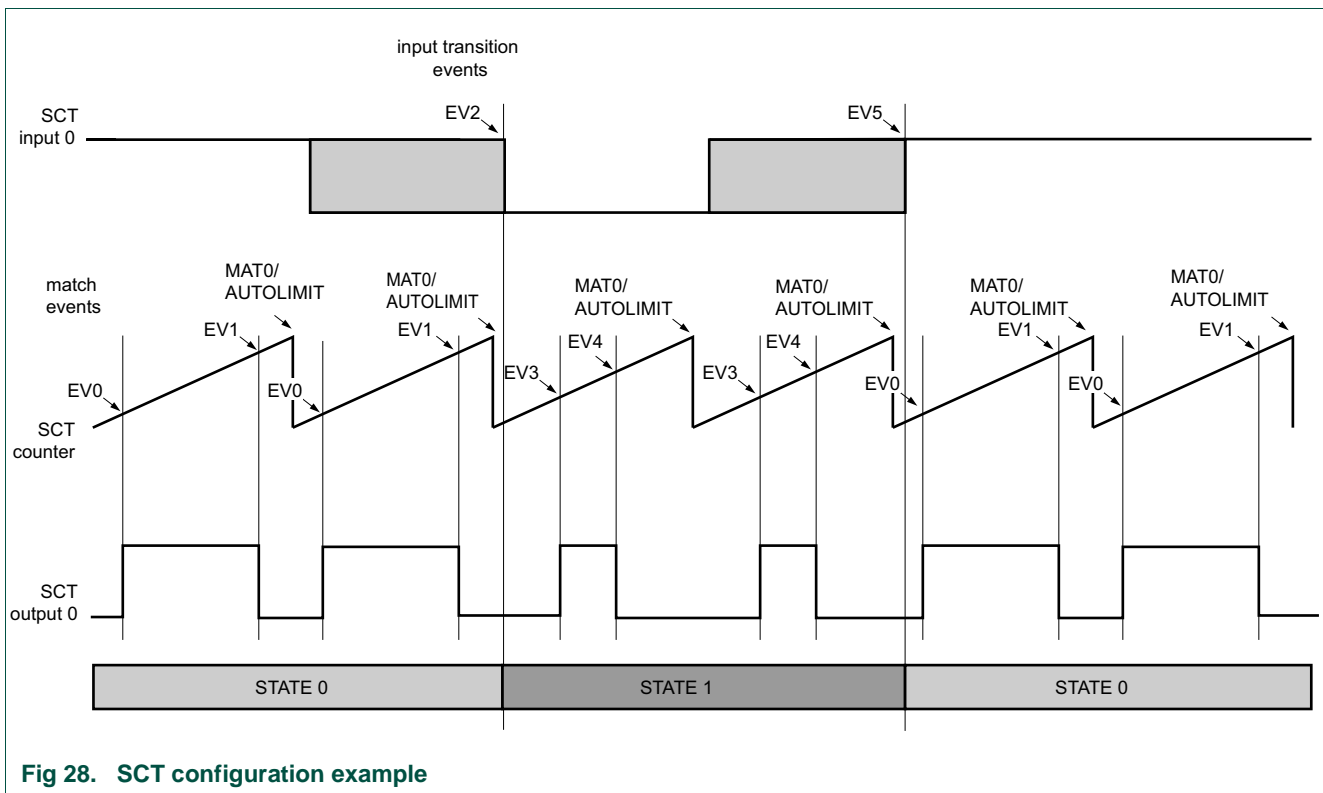 input transition
events
SCT
input 0
EV2
EV5
match
events
MAT0/
AUTOLIMIT
MAT0/
AUTOLIMIT
MAT0/
AUTOLIMIT
MAT0/
AUTOLIMIT
MAT0/
AUTOLIMIT
MAT0/
AUTOLIMIT
EV0
EV1
EV0
EV1
EV3
EV4
EV3
EV4
EV0
EV1
EV0
EV1
SCT
counter
SCT
output 0
STATE 0
STATE 1
STATE 0
Fig 28. SCT configuration example